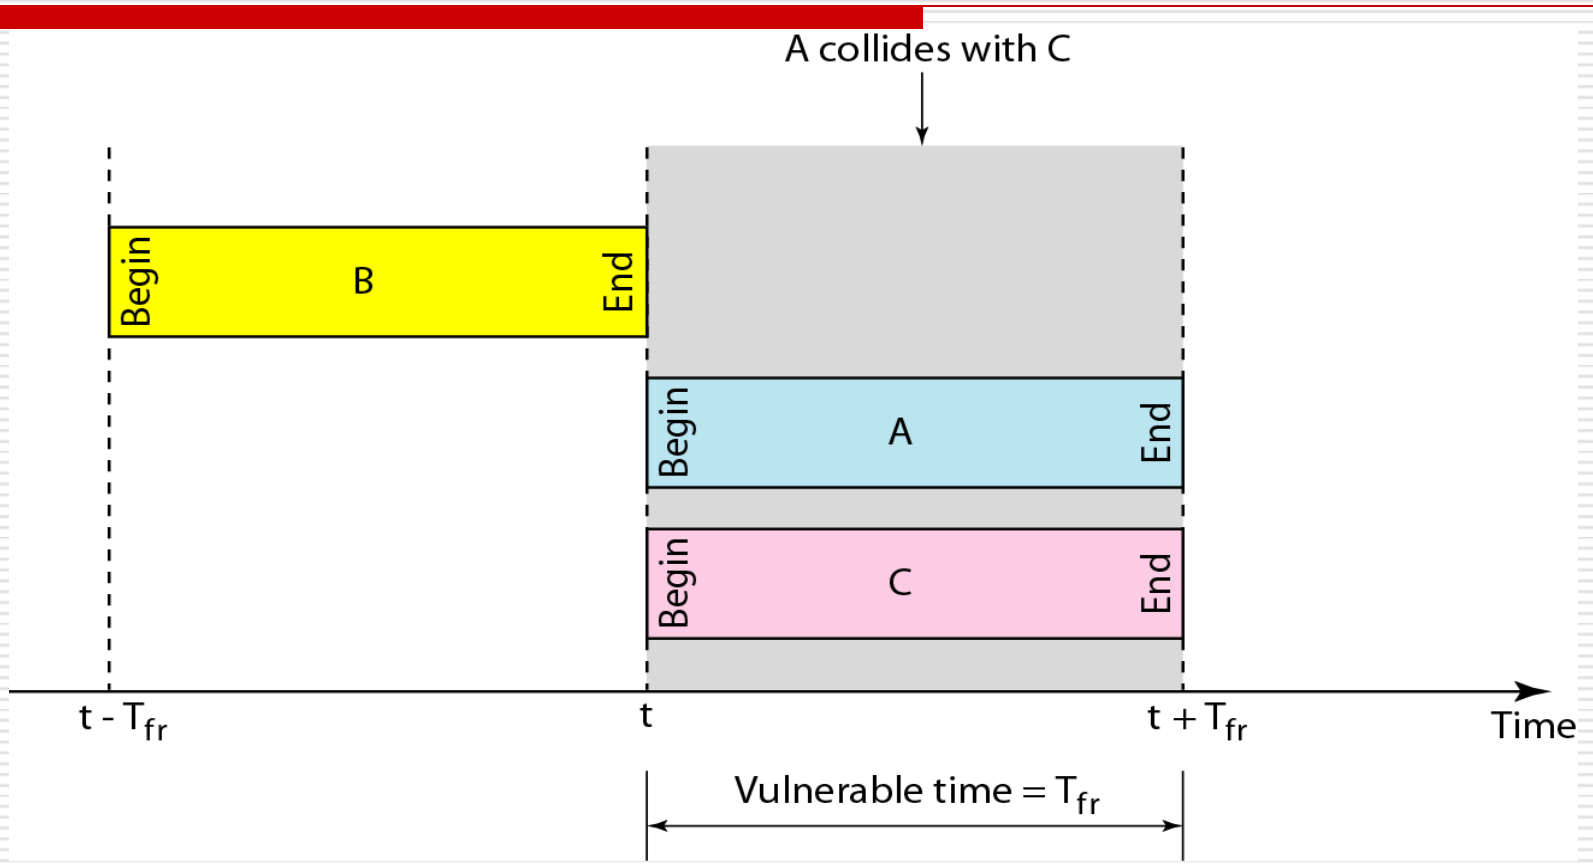 A collides with C
Begin B End
Begin A End
Begin C End
t - Tfr t t + Tfr Time
Vulnerable time = Tfr